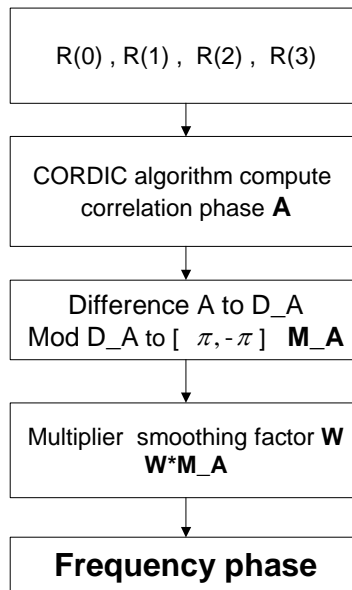 R(0) , R(1) , R(2) , R(3)
CORDIC algorithm compute
correlation phase A
Difference A to D_A
Mod D_A to [ π, - π ] M_A
Multiplier smoothing factor W
W*M_A
Frequency phase